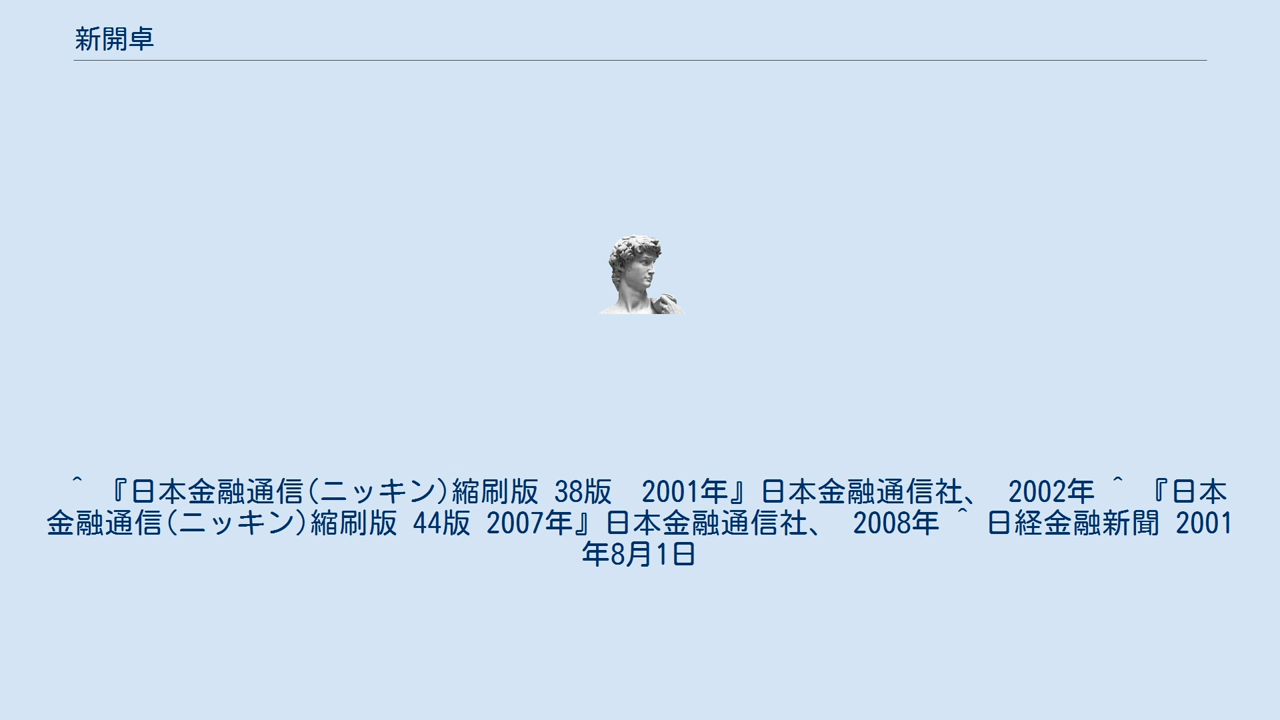 新開卓
^ 『日本金融通信(ニッキン)縮刷版 38版　2001年』日本金融通信社、 2002年 ^ 『日本
金融通信(ニッキン)縮刷版 44版 2007年』日本金融通信社、 2008年 ^ 日経金融新聞 2001
年8月1日